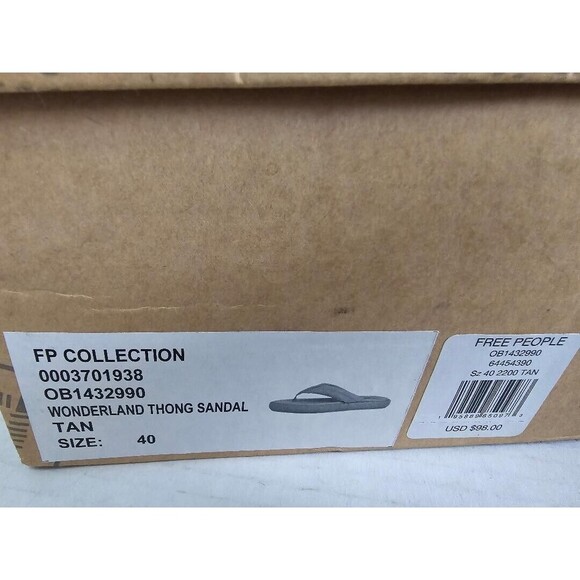 FP COLLECTION
0003701938
OB1432990
WONDERLAND THONG SANDAL
TAN
SIZE: 40
FREE PEOPLE
OB1432990
64454390
Sz 40 2200 TAN
USD $98.00